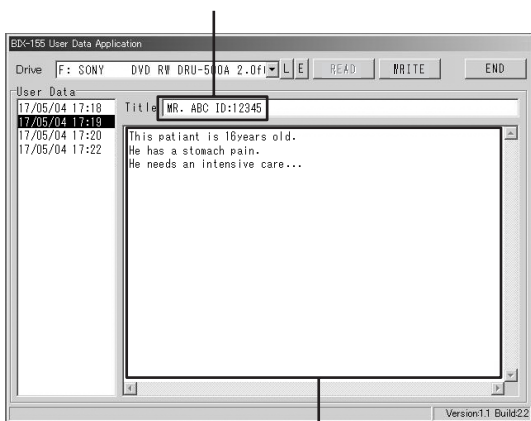 BIX-155 User Data Application
Drive F: SONY DVD RW DRU-500A 2.0f L E READ WRITE END
User Data
17/05/04 17:18
17/05/04 17:19
17/05/04 17:20
17/05/04 17:22
Title MR. ABC ID:12345
This patiant is 16years old.
He has a stomach pain.
He needs an intensive care...
Version:1.1 Build:22